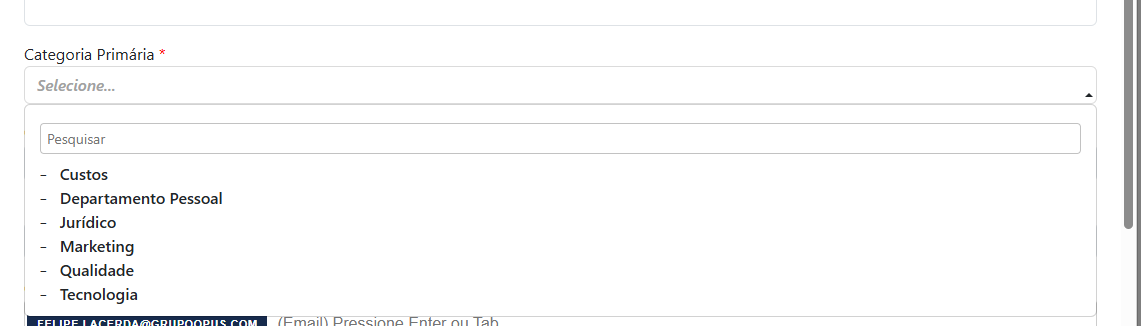 Categoria Primária *
Selecione...
Pesquisar
- Custos
- Departamento Pessoal
- Jurídico
- Marketing
- Qualidade
- Tecnologia
FELIPE.LACERDA@GRUPOOPUS.COM (Email) Pressione Enter ou Tab